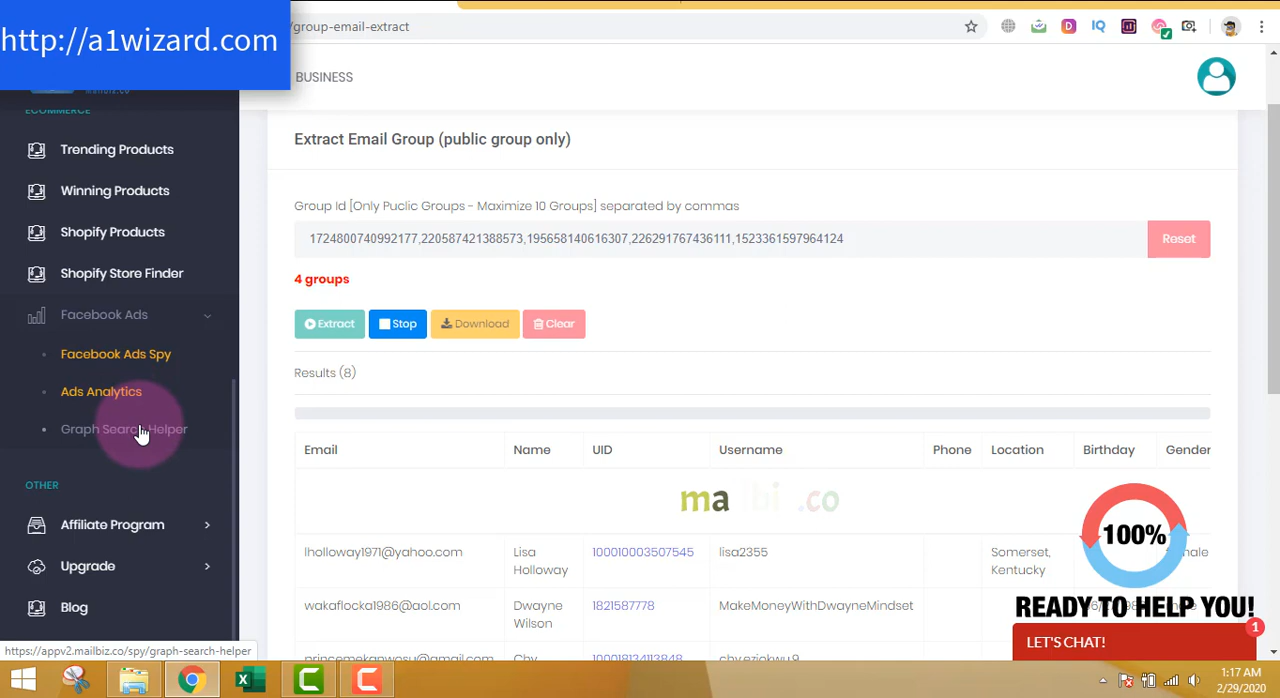 http://a1wizard.com
/group-email-extract
BUSINESS
ECOMMERCE
Trending Products
Winning Products
Shopify Products
Shopify Store Finder
Facebook Ads
Facebook Ads Spy
Ads Analytics
Graph Search Helper
OTHER
Affiliate Program
Upgrade
Blog
https://appv2.mailbiz.co/spy/graph-search-helper
Extract Email Group (public group only)
Group Id [Only Puclic Groups - Maximize 10 Groups] separated by commas
1724800740992177,220587421388573,195658140616307,226291767436111,1523361597964124
Reset
4 groups
Extract Stop Download Clear
Results (8)
Email Name UID Username Phone Location Birthday Gender
ma lbi .co
lholloway1971@yahoo.com Lisa Holloway 100010003507545 lisa2355 Somerset, Kentucky
wakaflocka1986@aol.com Dwayne Wilson 1821587778 MakeMoneyWithDwayneMindset
100%
READY TO HELP YOU!
LET'S CHAT!
1
1:17 AM
2/29/2020